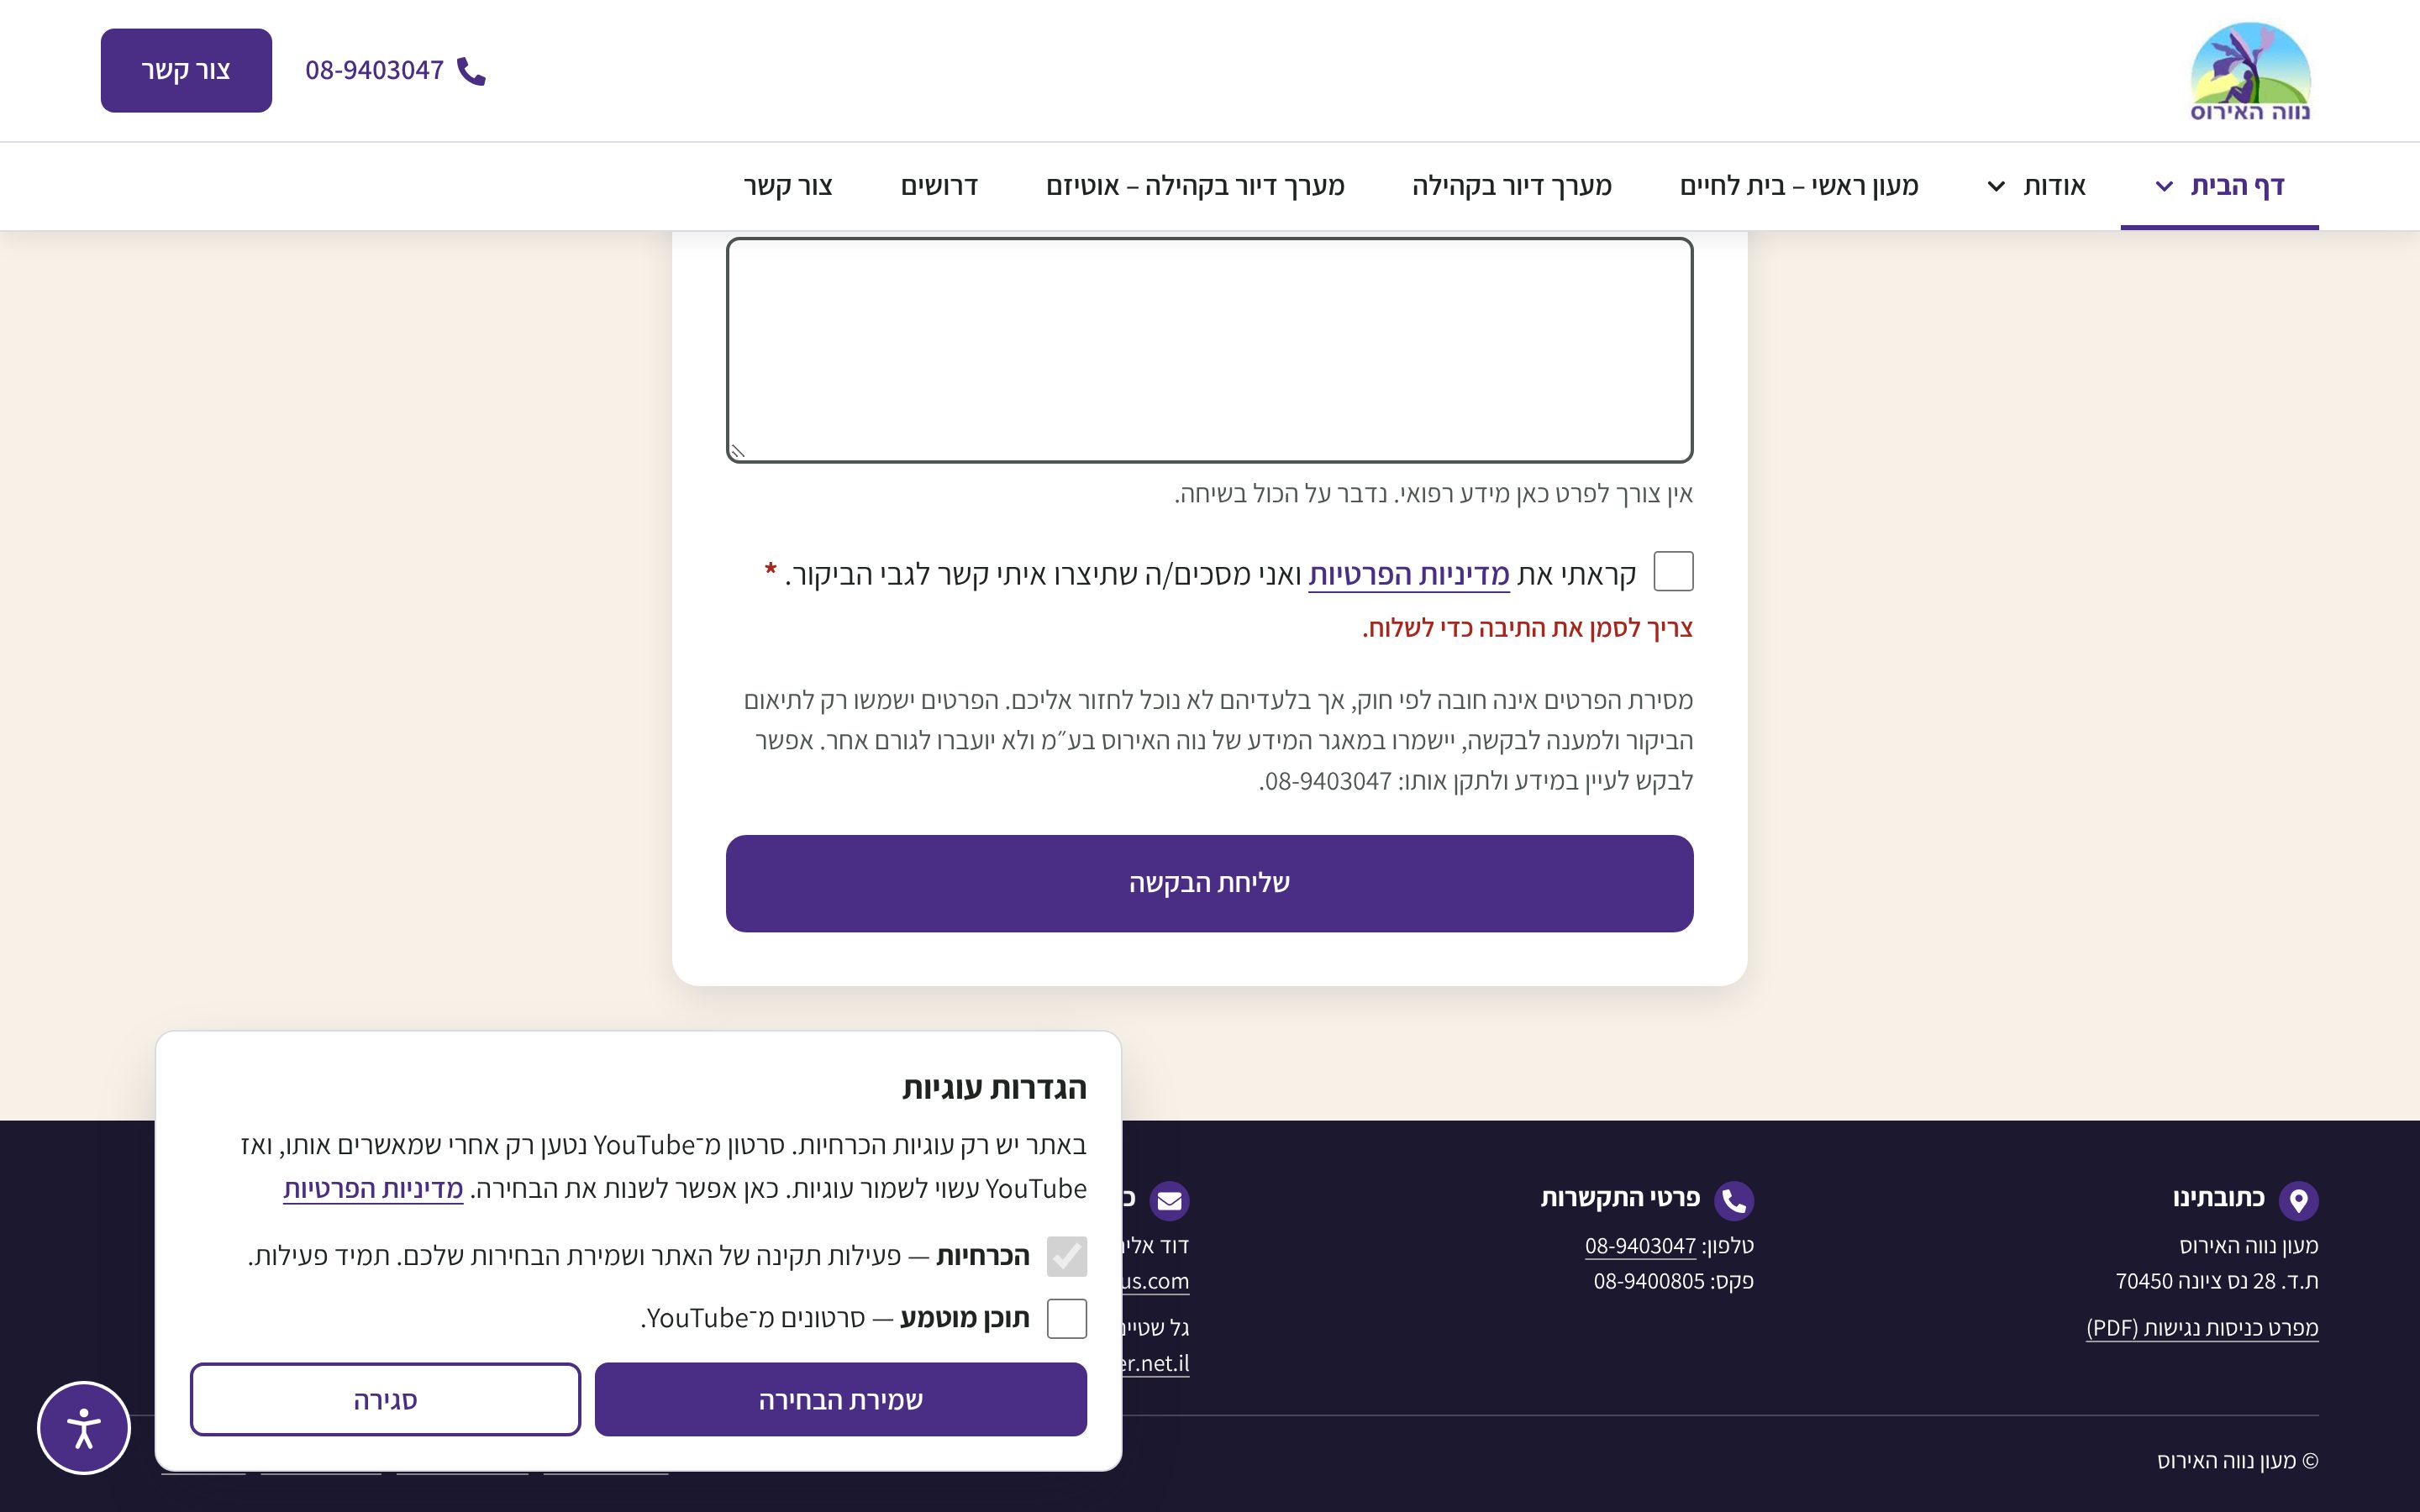 נווה האירוס
08-9403047
צור קשר
דף הבית
אודות
מעון ראשי – בית לחיים
מערך דיור בקהילה
מערך דיור בקהילה – אוטיזם
דרושים
צור קשר
אין צורך לפרט כאן מידע רפואי. נדבר על הכול בשיחה.
קראתי את מדיניות הפרטיות ואני מסכים/ה שתיצרו איתי קשר לגבי הביקור. *
צריך לסמן את התיבה כדי לשלוח.
מסירת הפרטים אינה חובה לפי חוק, אך בלעדיהם לא נוכל לחזור אליכם. הפרטים ישמשו רק לתיאום
הביקור ולמענה לבקשה, יישמרו במאגר המידע של נוה האירוס בע״מ ולא יועברו לגורם אחר. אפשר
לבקש לעיין במידע ולתקן אותו: 08-9403047.
שליחת הבקשה
כתובתינו
מעון נווה האירוס
ת.ד. 28 נס ציונה 70450
מפרט כניסות נגישות (PDF)
פרטי התקשרות
טלפון: 08-9403047
פקס: 08-9400805
דוד
us.com
גל
er.net.il
הגדרות עוגיות
באתר יש רק עוגיות הכרחיות. סרטון מ־YouTube נטען רק אחרי שמאשרים אותו, ואז
YouTube עשוי לשמור עוגיות. כאן אפשר לשנות את הבחירה. מדיניות הפרטיות
הכרחיות — פעילות תקינה של האתר ושמירת הבחירות שלכם. תמיד פעילות.
תוכן מוטמע — סרטונים מ־YouTube.
שמירת הבחירה
סגירה
© מעון נווה האירוס